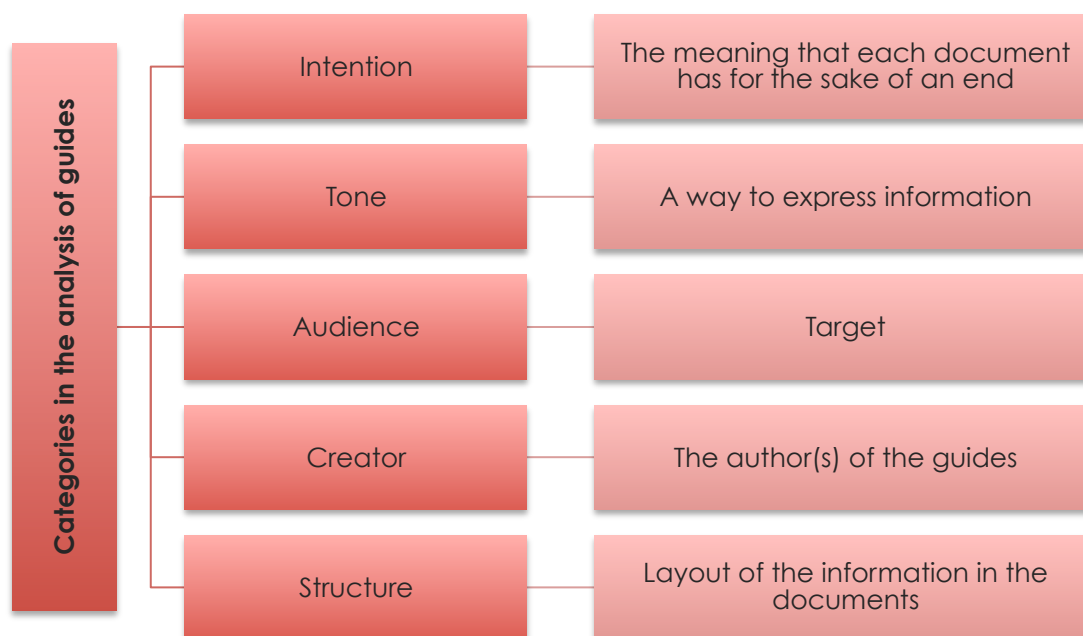 Categories in the analysis of guides
Intention
The meaning that each document
has for the sake of an end
Tone
A way to express information
Audience
Target
Creator
The author(s) of the guides
Structure
Layout of the information in the
documents